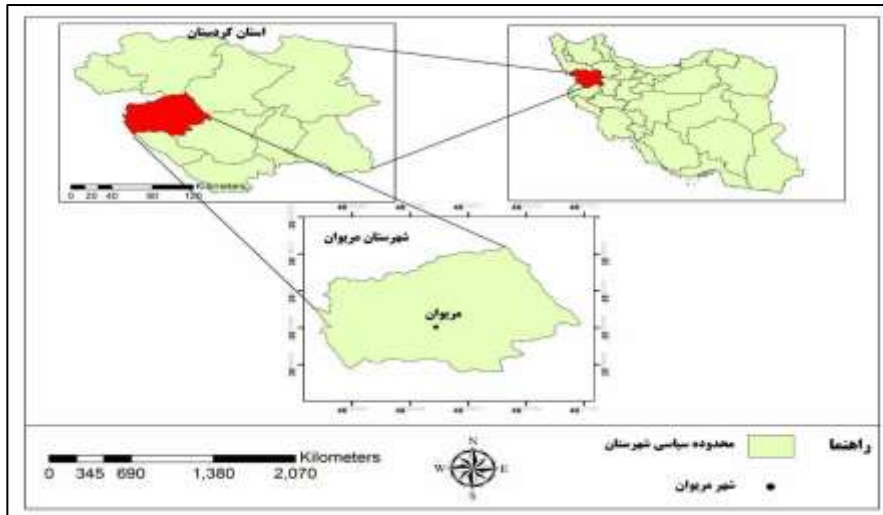 استان کردستان
Kilometers
0 20 40 80 120
شهرستان مریوان
مریوان
راهنما
محدوده سیاسی شهرستان
شهر مریوان
N
W E
S
Kilometers
0 345 690 1,380 2,070